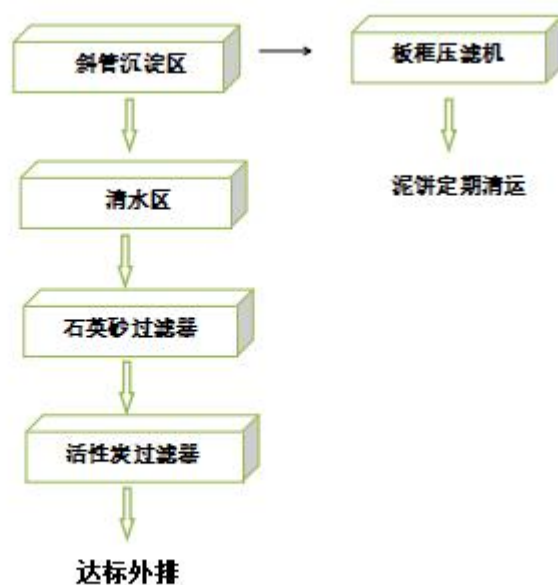 斜管沉淀区
板框压滤机
清水区
泥饼定期清运
石英砂过滤器
活性炭过滤器
达标外排